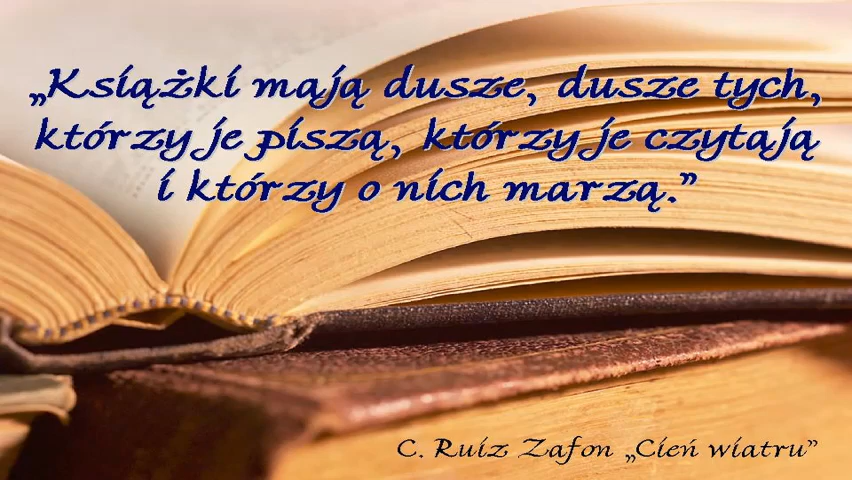 „Książki mają dusze, dusze tych,
którzy je piszą, którzy je czytają
i którzy o nich marzą.”
C. Ruiz Zafon „Cień wiatru”